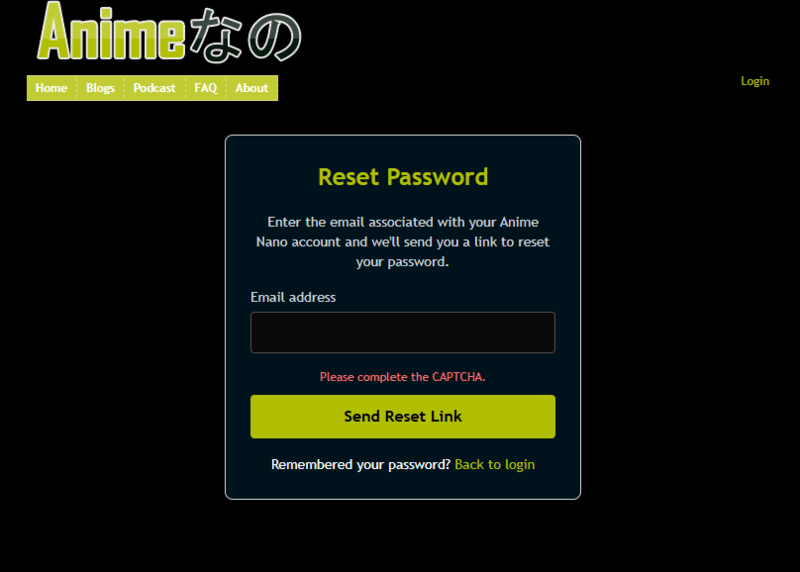 Animeなの
Home Blogs Podcast FAQ About
Login
Reset Password
Enter the email associated with your Anime
Nano account and we'll send you a link to reset
your password.
Email address
Please complete the CAPTCHA.
Send Reset Link
Remembered your password? Back to login